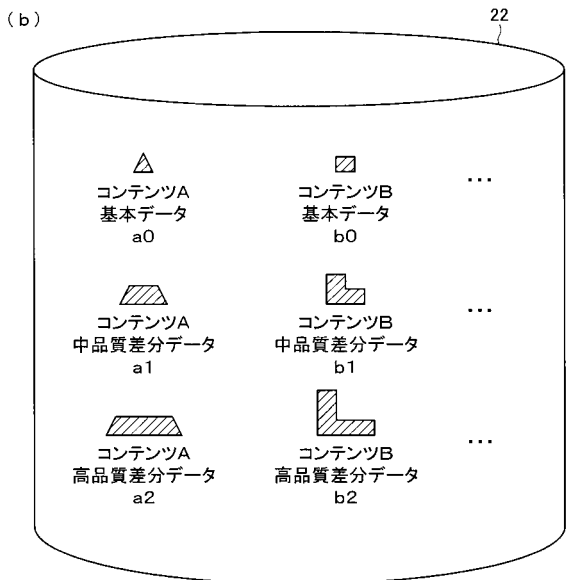 (b)
22
コンテンツA
基本データ
a0
コンテンツB
基本データ
b0
...
コンテンツA
中品質差分データ
a1
コンテンツB
中品質差分データ
b1
...
コンテンツA
高品質差分データ
a2
コンテンツB
高品質差分データ
b2
...